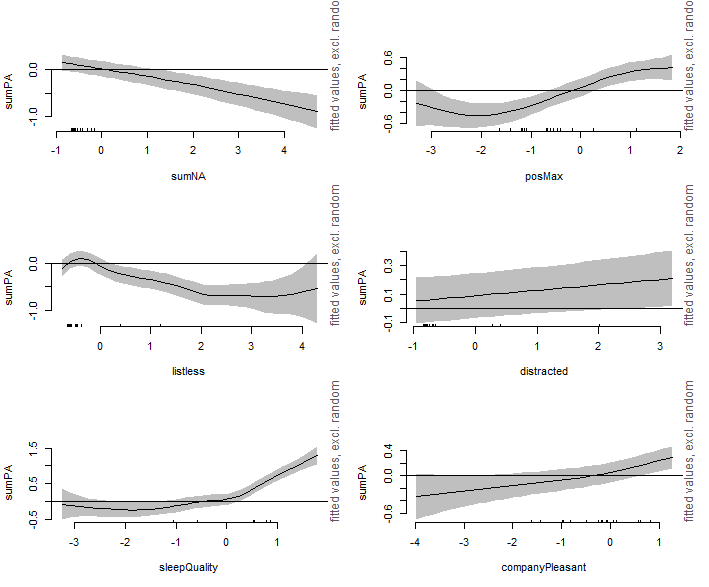 sumPA
0.0
-1.0
-1
0
1
2
3
4
sumNA
fitted values, excl. random
sumPA
0.6
0.0
-0.6
-3
-2
-1
0
1
2
posMax
fitted values, excl. random
sumPA
0.0
-1.0
0
1
2
3
4
listless
fitted values, excl. random
sumPA
0.3
0.1
-0.1
-1
0
1
2
3
distracted
fitted values, excl. random
sumPA
1.5
0.5
-0.5
-3
-2
-1
0
1
sleepQuality
fitted values, excl. random
sumPA
0.4
0.0
-0.6
-4
-3
-2
-1
0
1
companyPleasant
fitted values, excl. random